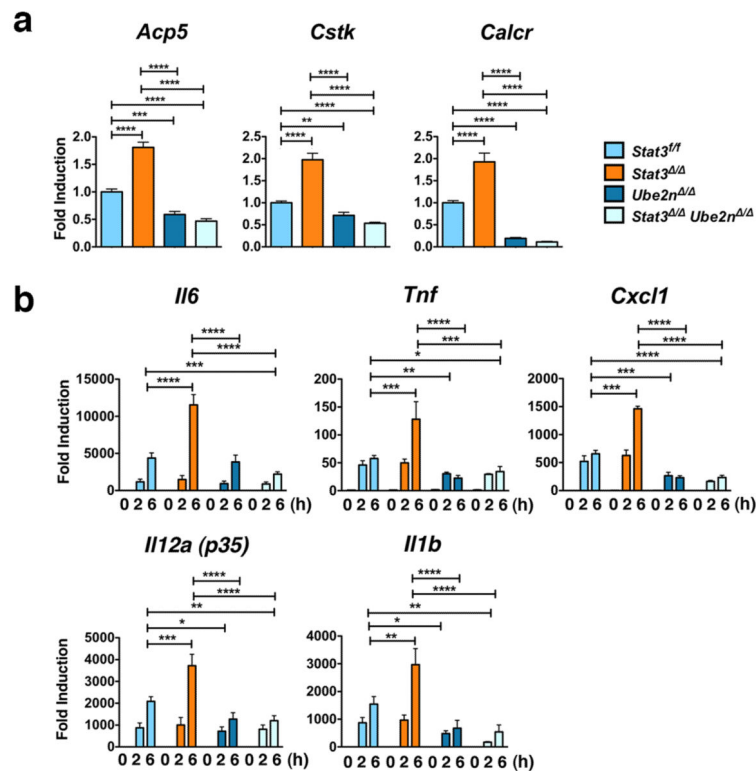 a
Acp5 Cstk Calcr
**** **** ****
**** **** ****
**** **** ****
*** ** ****
**** **** ****
Fold Induction
2.0 2.5 2.5
1.5 2.0 2.0
1.0 1.5 1.5
0.5 1.0 1.0
0.0 0.5 0.5
0.0 0.0
Stat3f/f
Stat3Δ/Δ
Ube2nΔ/Δ
Stat3Δ/Δ Ube2nΔ/Δ
b
Il6 Tnf Cxcl1
**** **** ****
**** *** ****
*** * ****
**** ** ***
*** ***
Fold Induction
15000 200 1500
10000 150 1000
5000 100 500
0 50 0
0
0 2 6 0 2 6 0 2 6 0 2 6 (h) 0 2 6 0 2 6 0 2 6 0 2 6 (h) 0 2 6 0 2 6 0 2 6 0 2 6 (h)
Il12a (p35) Il1b
**** ****
**** ****
** **
* *
*** **
Fold Induction
5000 4000
4000 3000
3000 2000
2000 1000
1000 0
0
0 2 6 0 2 6 0 2 6 0 2 6 (h) 0 2 6 0 2 6 0 2 6 0 2 6 (h)